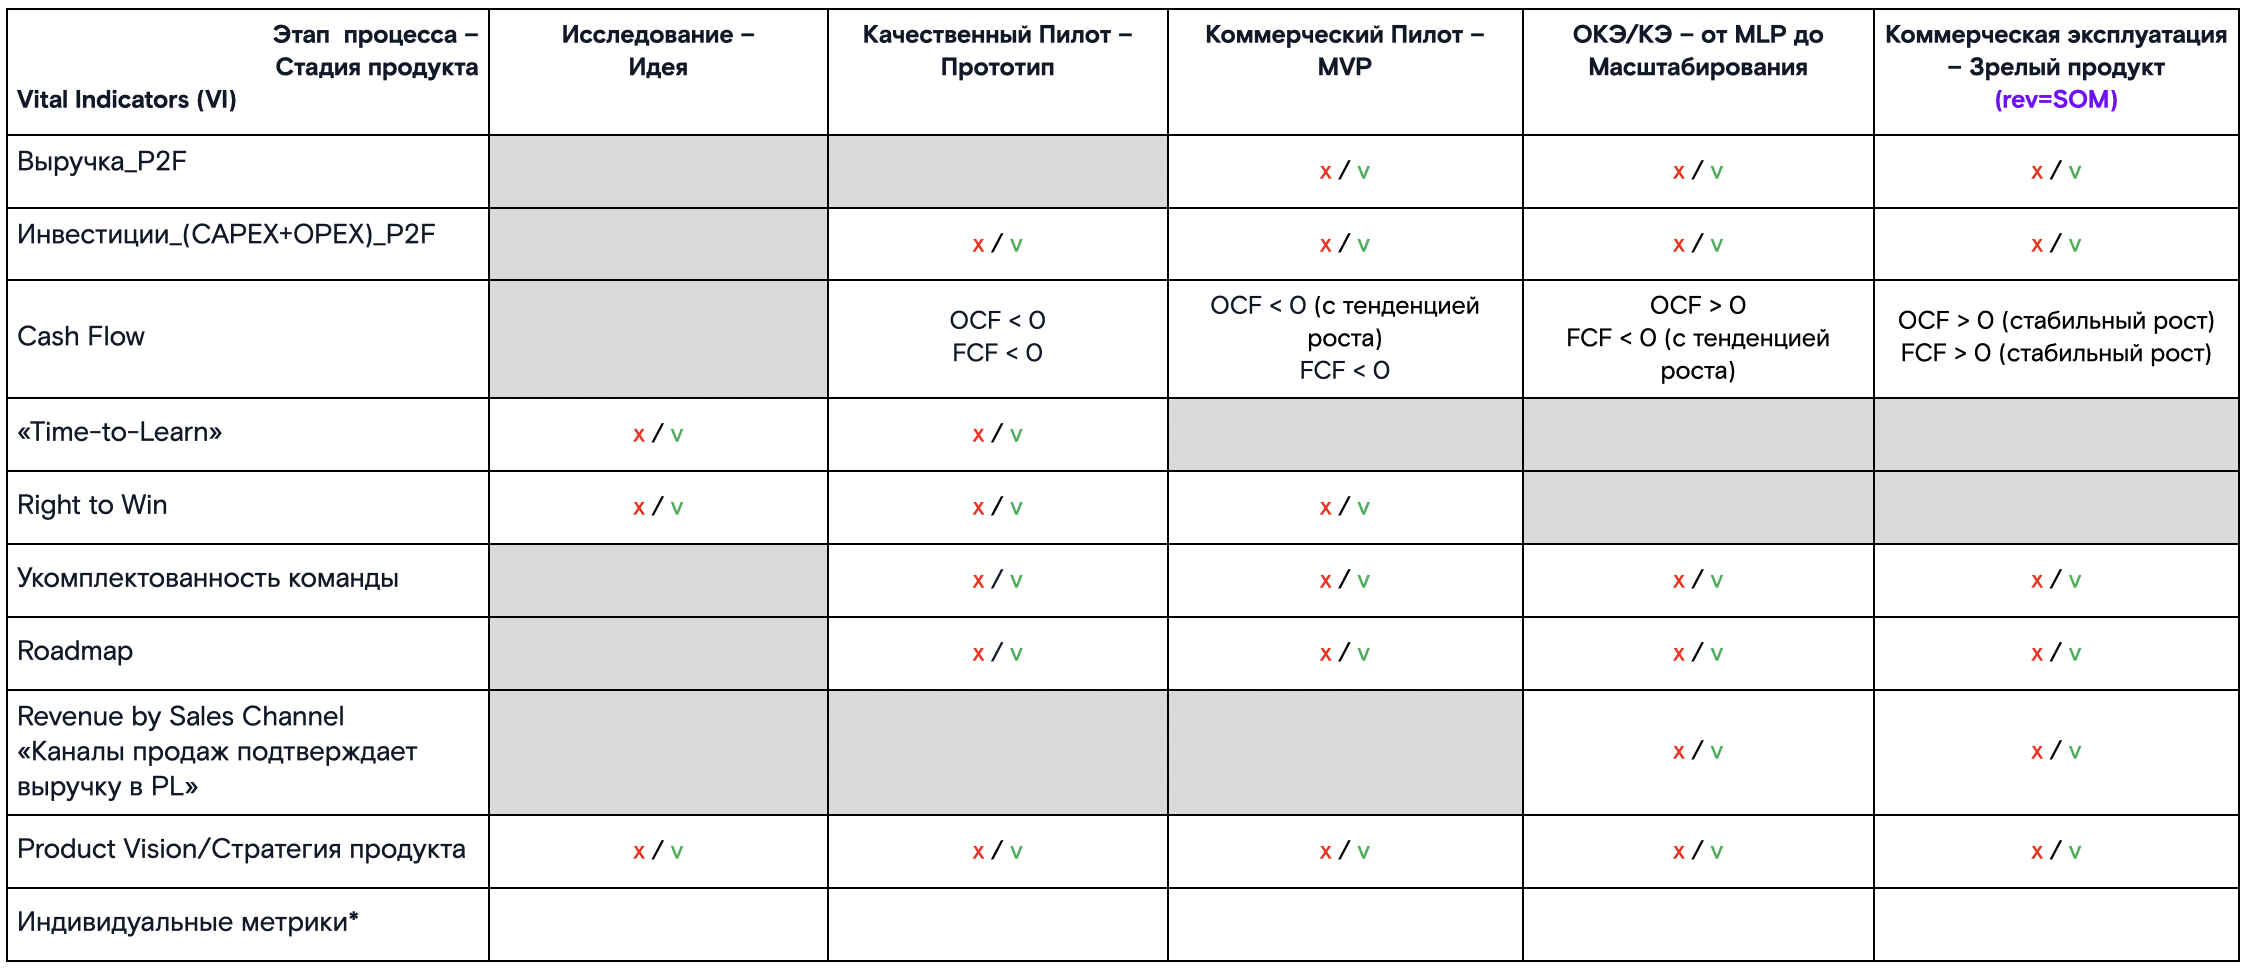 Этап процесса –
Стадия продукта
Vital Indicators (VI)
Исследование –
Идея
Качественный Пилот –
Прототип
Коммерческий Пилот –
MVP
ОКЭ/КЭ – от MLP до
Масштабирования
Коммерческая эксплуатация
– Зрелый продукт
(rev=SOM)
Выручка_P2F
x / v
x / v
x / v
Инвестиции_(CAPEX+OPEX)_P2F
x / v
x / v
x / v
x / v
Cash Flow
OCF < 0
FCF < 0
OCF < 0 (с тенденцией
роста)
FCF < 0
OCF > 0
FCF < 0 (с тенденцией
роста)
OCF > 0 (стабильный рост)
FCF > 0 (стабильный рост)
«Time-to-Learn»
x / v
x / v
Right to Win
x / v
x / v
x / v
Укомплектованность команды
x / v
x / v
x / v
x / v
Roadmap
x / v
x / v
x / v
x / v
Revenue by Sales Channel
«Каналы продаж подтверждает
выручку в PL»
x / v
x / v
Product Vision/Стратегия продукта
x / v
x / v
x / v
x / v
x / v
Индивидуальные метрики*